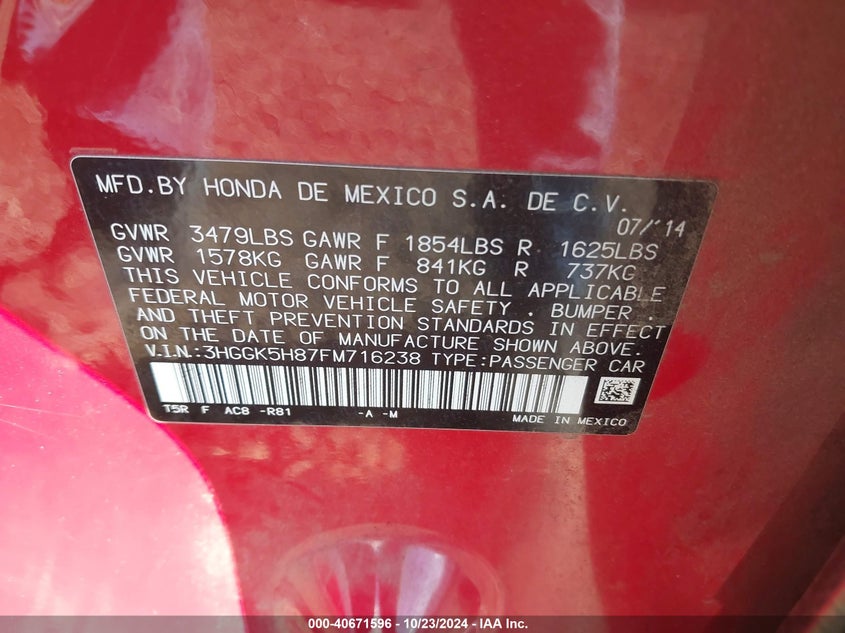 MFD.BY HONDA DE MEXICO S.A. DE C.V.
07/'14
GVWR 3479LBS GAWR F 1854LBS R 1625LBS
GVWR 1578KG GAWR F 841KG R 737KG
THIS VEHICLE CONFORMS TO ALL APPLICABLE
FEDERAL MOTOR VEHICLE SAFETY , BUMPER ,
AND THEFT PREVENTION STANDARDS IN EFFECT
ON THE DATE OF MANUFACTURE SHOWN ABOVE.
V.I.N.:3HGGK5H87FM716238 TYPE:PASSENGER CAR
T5R F AC8 -R81 -A -M
MADE IN MEXICO
000-40671596 - 10/23/2024 - IAA Inc.